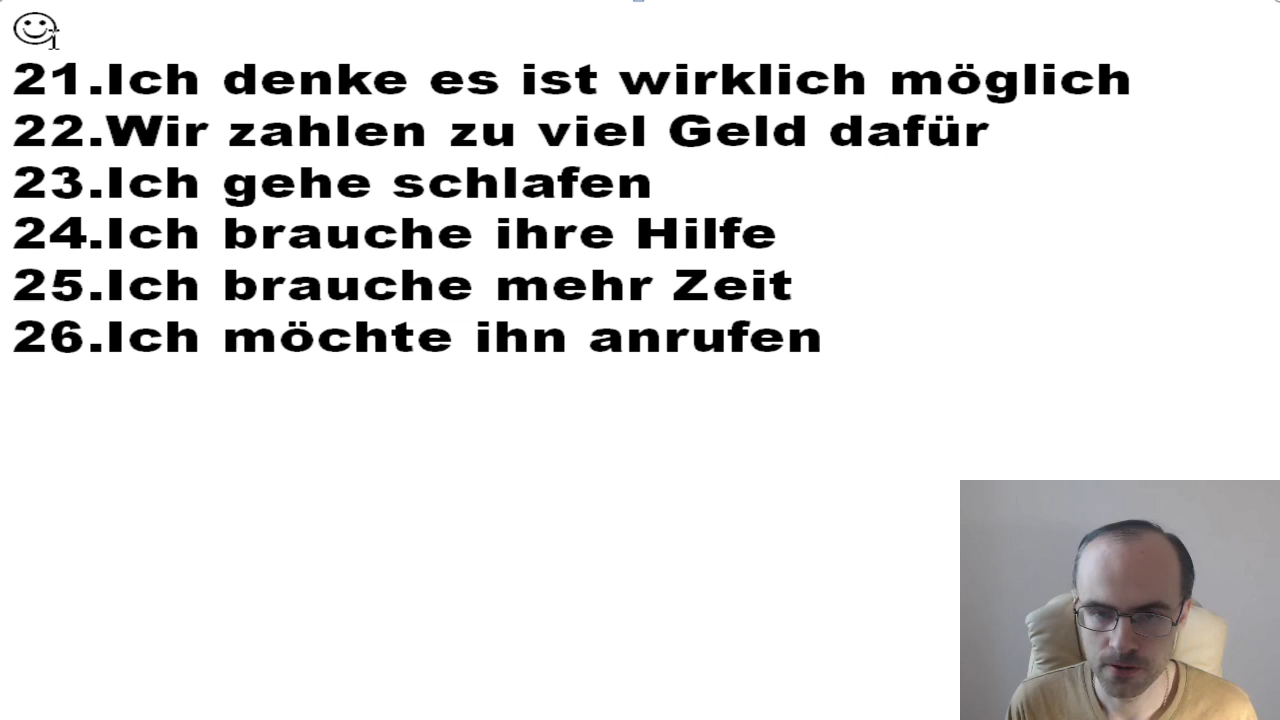 21.Ich denke es ist wirklich möglich
22.Wir zahlen zu viel Geld dafür
23.Ich gehe schlafen
24.Ich brauche ihre Hilfe
25.Ich brauche mehr Zeit
26.Ich möchte ihn anrufen